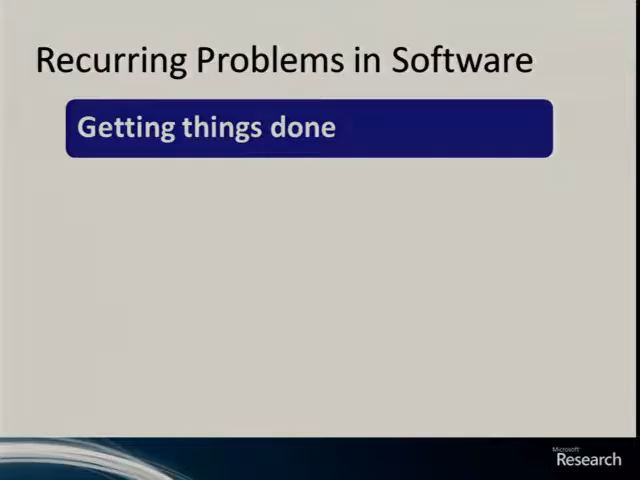 Recurring Problems in Software
Getting things done
Microsoft
Research